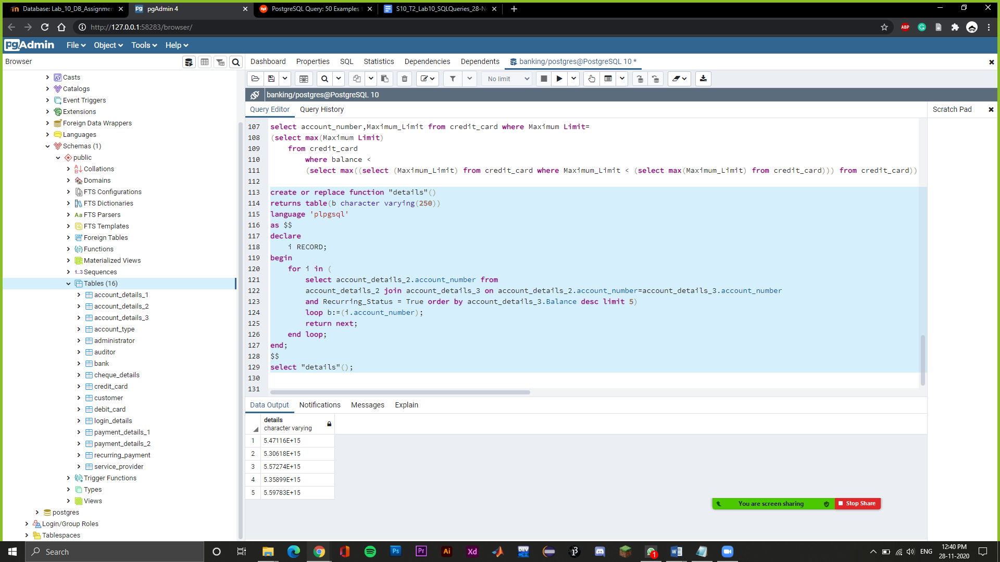 Database: Lab_10_DB_Assignmen
pgAdmin 4
PostgreSQL Query: 50 Examples
S10_T2_Lab10_SQLQueries_28-N
http://127.0.0.1:58283/browser/
ABP
pgAdmin
File
Object
Tools
Help
Browser
Dashboard
Properties
SQL
Statistics
Dependencies
Dependents
banking/postgres@PostgreSQL 10 *
No limit
banking/postgres@PostgreSQL 10
Query Editor
Query History
Scratch Pad
Casts
Catalogs
Event Triggers
Extensions
Foreign Data Wrappers
Languages
Schemas (1)
public
Collations
Domains
FTS Configurations
FTS Dictionaries
FTS Parsers
FTS Templates
Foreign Tables
Functions
Materialized Views
Sequences
Tables (16)
account_details_1
account_details_2
account_details_3
account_type
administrator
auditor
bank
cheque_details
credit_card
customer
debit_card
login_details
payment_details_1
payment_details_2
recurring_payment
service_provider
Trigger Functions
Types
Views
postgres
Login/Group Roles
Tablespaces
107 select account_number,Maximum_Limit from credit_card where Maximum Limit=
108 (select max(Maximum Limit)
109 from credit_card
110 where balance <
111 (select max((select (Maximum_Limit) from credit_card where Maximum_Limit < (select max(Maximum_Limit) from credit_card))) from credit_card))
112
113 create or replace function "details"()
114 returns table(b character varying(250))
115 language 'plpgsql'
116 as $$
117 declare
118 i RECORD;
119 begin
120 for i in (
121 select account_details_2.account_number from
122 account_details_2 join account_details_3 on account_details_2.account_number=account_details_3.account_number
123 and Recurring_Status = True order by account_details_3.Balance desc limit 5)
124 loop b:=(i.account_number);
125 return next;
126 end loop;
127 end;
128 $$
129 select "details"();
130
131
Data Output
Notifications
Messages
Explain
details
character varying
1 5.47116E+15
2 5.30618E+15
3 5.57274E+15
4 5.35899E+15
5 5.59783E+15
You are screen sharing
Stop Share
Search
Ps
Pr
Ai
Xd
DEV
1
ENG
12:40 PM
28-11-2020